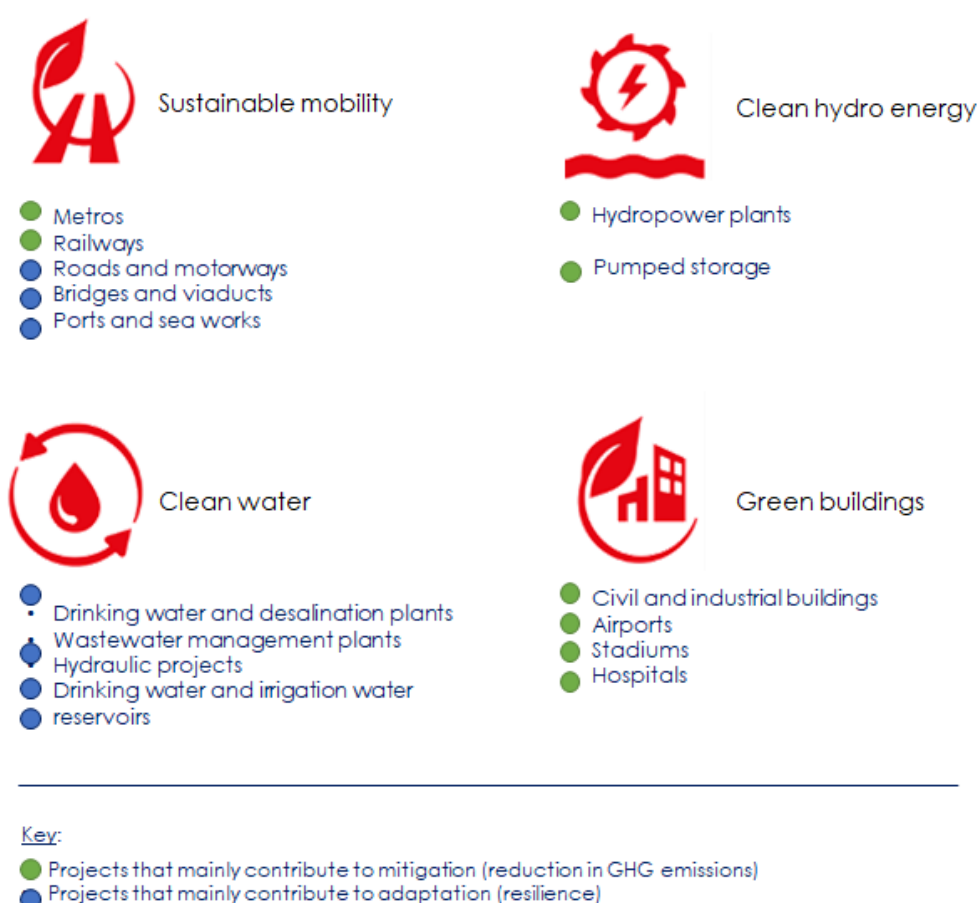 Sustainable mobility
Metros
Railways
Roads and motorways
Bridges and viaducts
Ports and sea works
Clean hydro energy
Hydropower plants
Pumped storage
Clean water
Drinking water and desalination plants
Wastewater management plants
Hydraulic projects
Drinking water and irrigation water
reservoirs
Green buildings
Civil and industrial buildings
Airports
Stadiums
Hospitals
Key:
Projects that mainly contribute to mitigation (reduction in GHG emissions)
Projects that mainly contribute to adaptation (resilience)